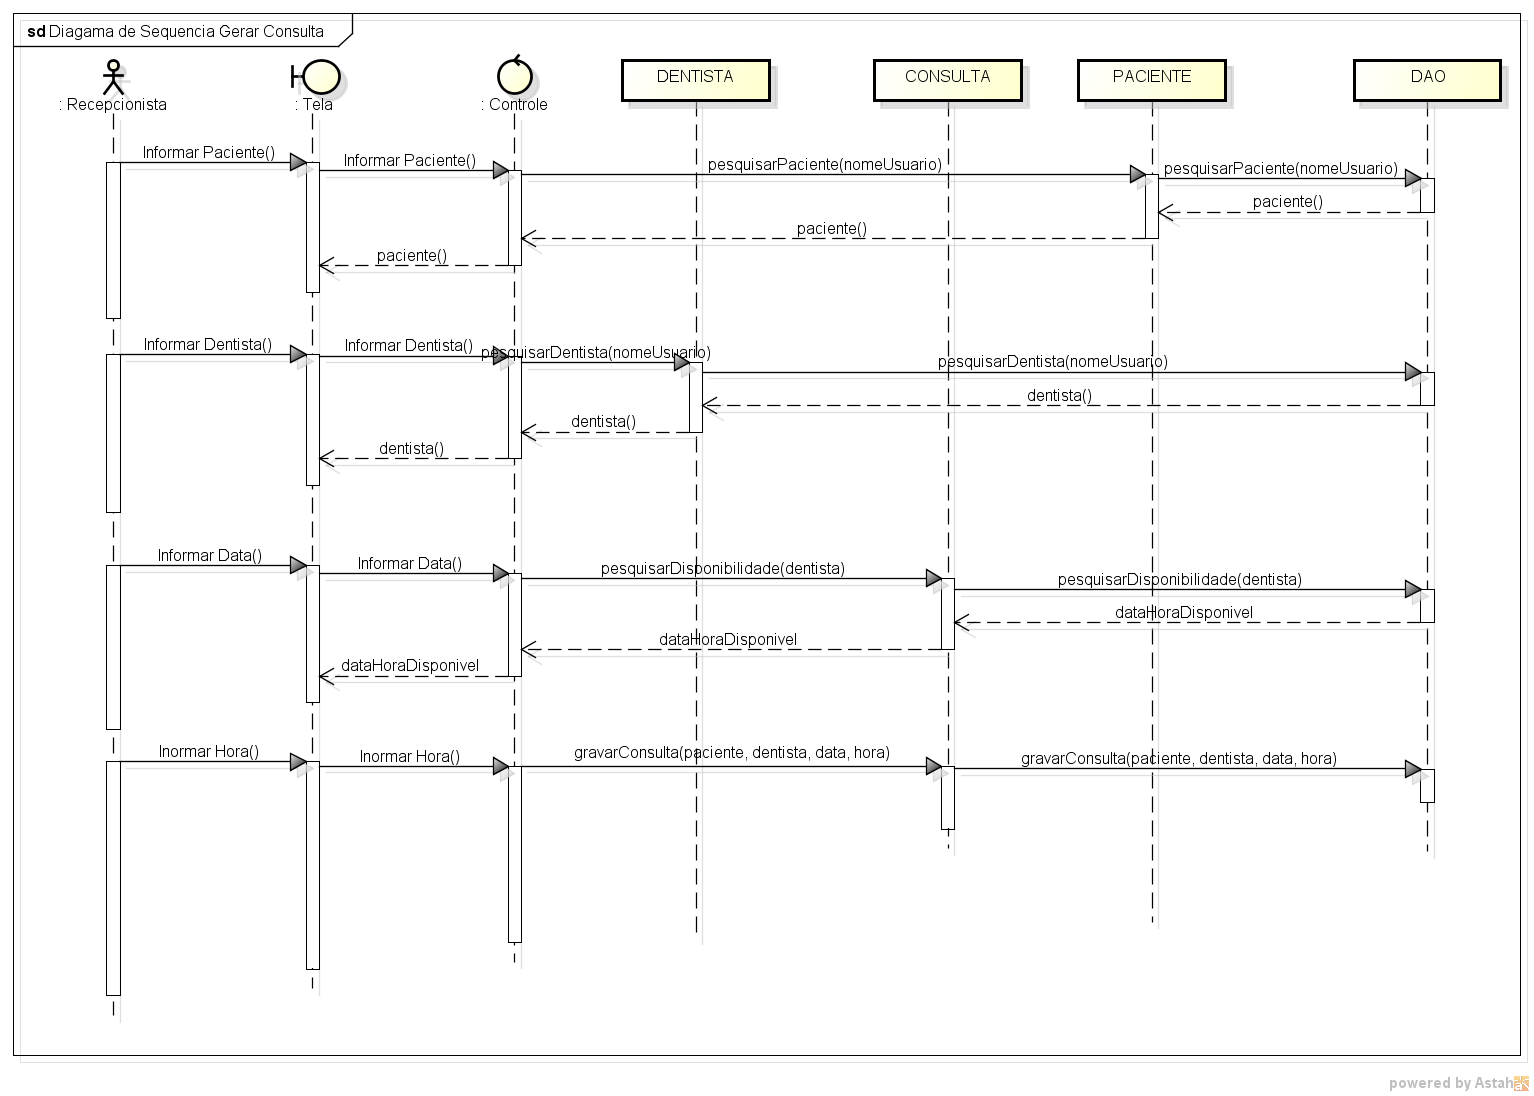 sd Diagama de Sequencia Gerar Consulta
: Recepcionista
: Tela
: Controle
DENTISTA
CONSULTA
PACIENTE
DAO
Informar Paciente()
Informar Paciente()
pesquisarPaciente(nomeUsuario)
pesquisarPaciente(nomeUsuario)
paciente()
paciente()
paciente()
Informar Dentista()
Informar Dentista()
pesquisarDentista(nomeUsuario)
pesquisarDentista(nomeUsuario)
dentista()
dentista()
dentista()
Informar Data()
Informar Data()
pesquisarDisponibilidade(dentista)
pesquisarDisponibilidade(dentista)
dataHoraDisponivel
dataHoraDisponivel
dataHoraDisponivel
Inormar Hora()
Inormar Hora()
gravarConsulta(paciente, dentista, data, hora)
gravarConsulta(paciente, dentista, data, hora)
powered by Astah